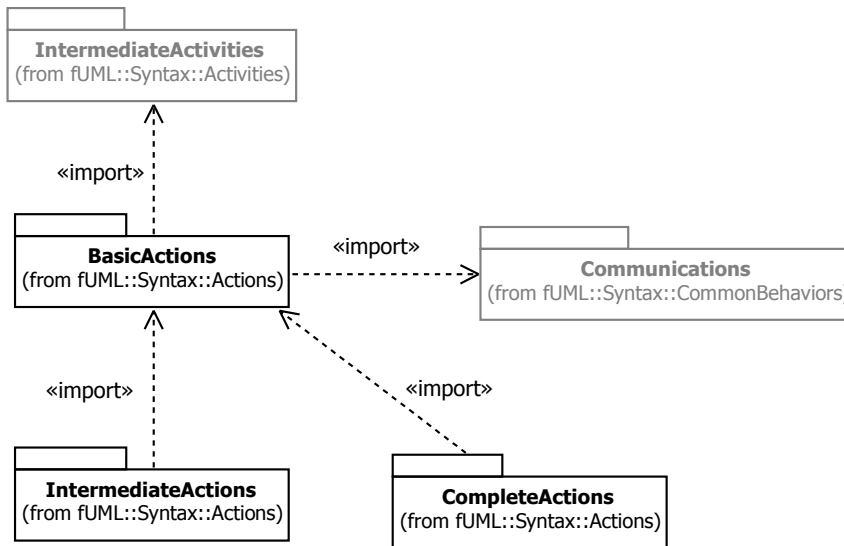 IntermediateActivities
(from fUML::Syntax::Activities)
«import»
BasicActions
(from fUML::Syntax::Actions)
«import»
Communications
(from fUML::Syntax::CommonBehaviors)
«import»
«import»
IntermediateActions
(from fUML::Syntax::Actions)
CompleteActions
(from fUML::Syntax::Actions)